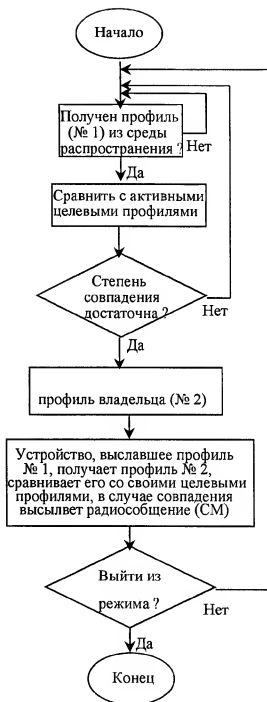 Начало
Получен профиль
(№ 1) из среды
распространения ?
Нет
Да
Сравнить с активными
целевыми профилями
Степень
совпадения
достаточна ?
Нет
Да
профиль владельца (№ 2)
Устройство, выславшее профиль
№ 1, получает профиль № 2,
сравнивает его со своими целевыми
профилями, в случае совпадения
высылвет радиосообщение (СМ)
Выйти из
режима ?
Нет
Да
Конец